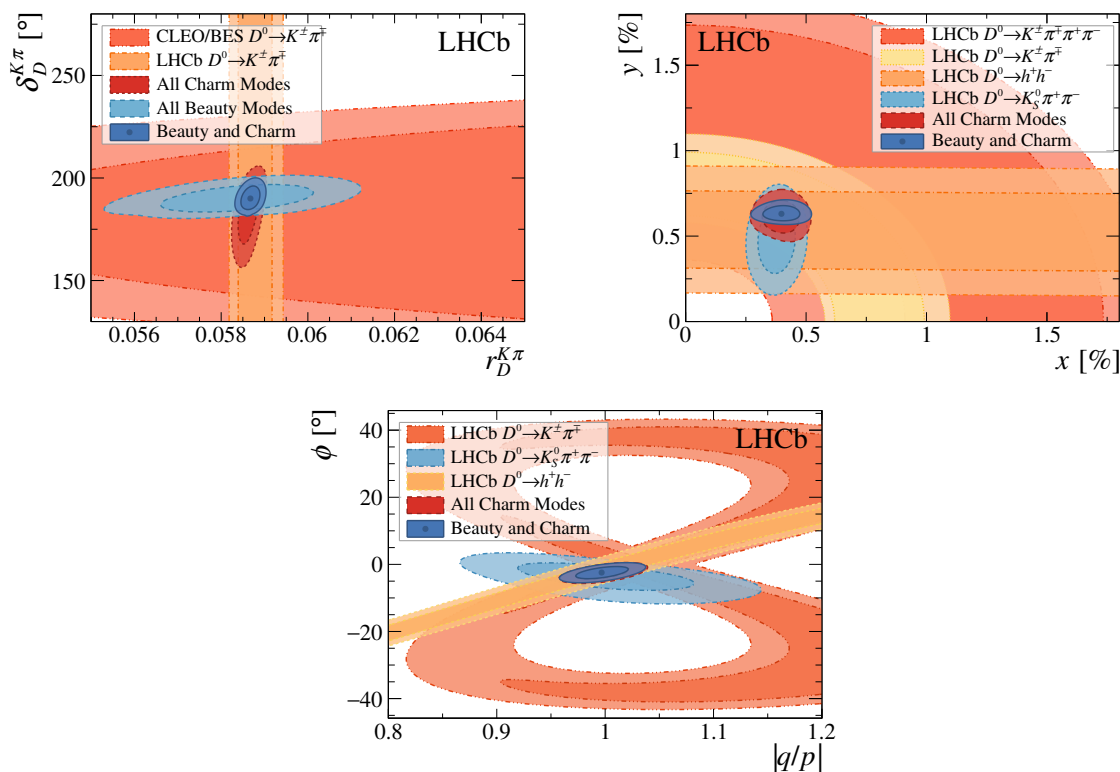 δ_D^{Kπ} [°]
LHCb
CLEO/BES D⁰→K^±π^∓
LHCb D⁰→K^±π^∓
All Charm Modes
All Beauty Modes
Beauty and Charm
250
200
150
0.056 0.058 0.06 0.062 0.064
r_D^{Kπ}
y [%]
LHCb
LHCb D⁰→K^±π^∓π⁺π⁻
LHCb D⁰→K^±π^∓
LHCb D⁰→h⁺h⁻
LHCb D⁰→K_S⁰π⁺π⁻
All Charm Modes
Beauty and Charm
1.5
1
0.5
0
0 0.5 1 1.5
x [%]
ϕ [°]
LHCb
LHCb D⁰→K^±π^∓
LHCb D⁰→K_S⁰π^±π⁻
LHCb D⁰→h⁺h⁻
All Charm Modes
Beauty and Charm
40
20
0
−20
−40
0.8 0.9 1 1.1 1.2
|q/p|